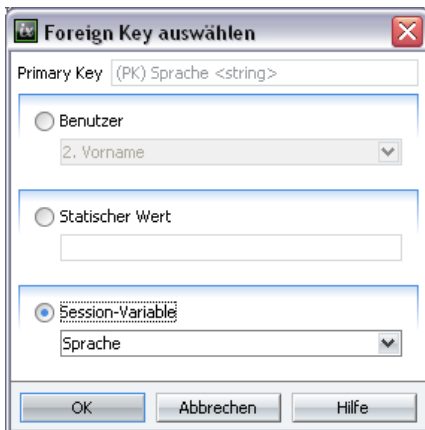 ix Foreign Key auswählen
Primary Key (PK) Sprache <string>
Benutzer
2. Vorname
Statischer Wert
Session-Variable
Sprache
OK Abbrechen Hilfe